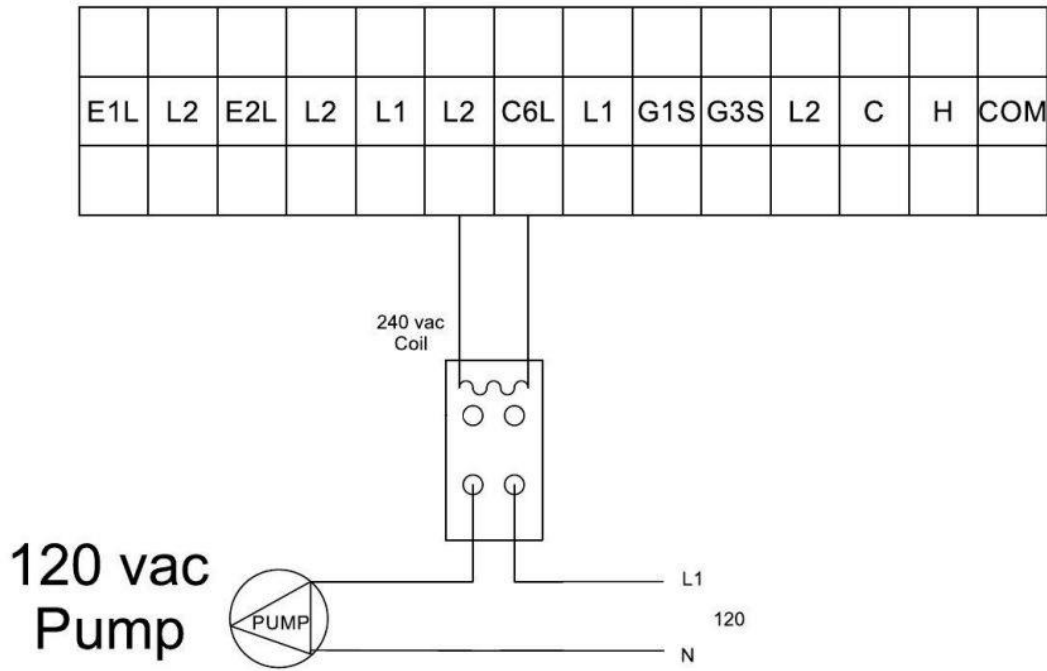 E1L L2 E2L L2 L1 L2 C6L L1 G1S G3S L2 C H COM
240 vac
Coil
120 vac
Pump
PUMP
L1
120
N